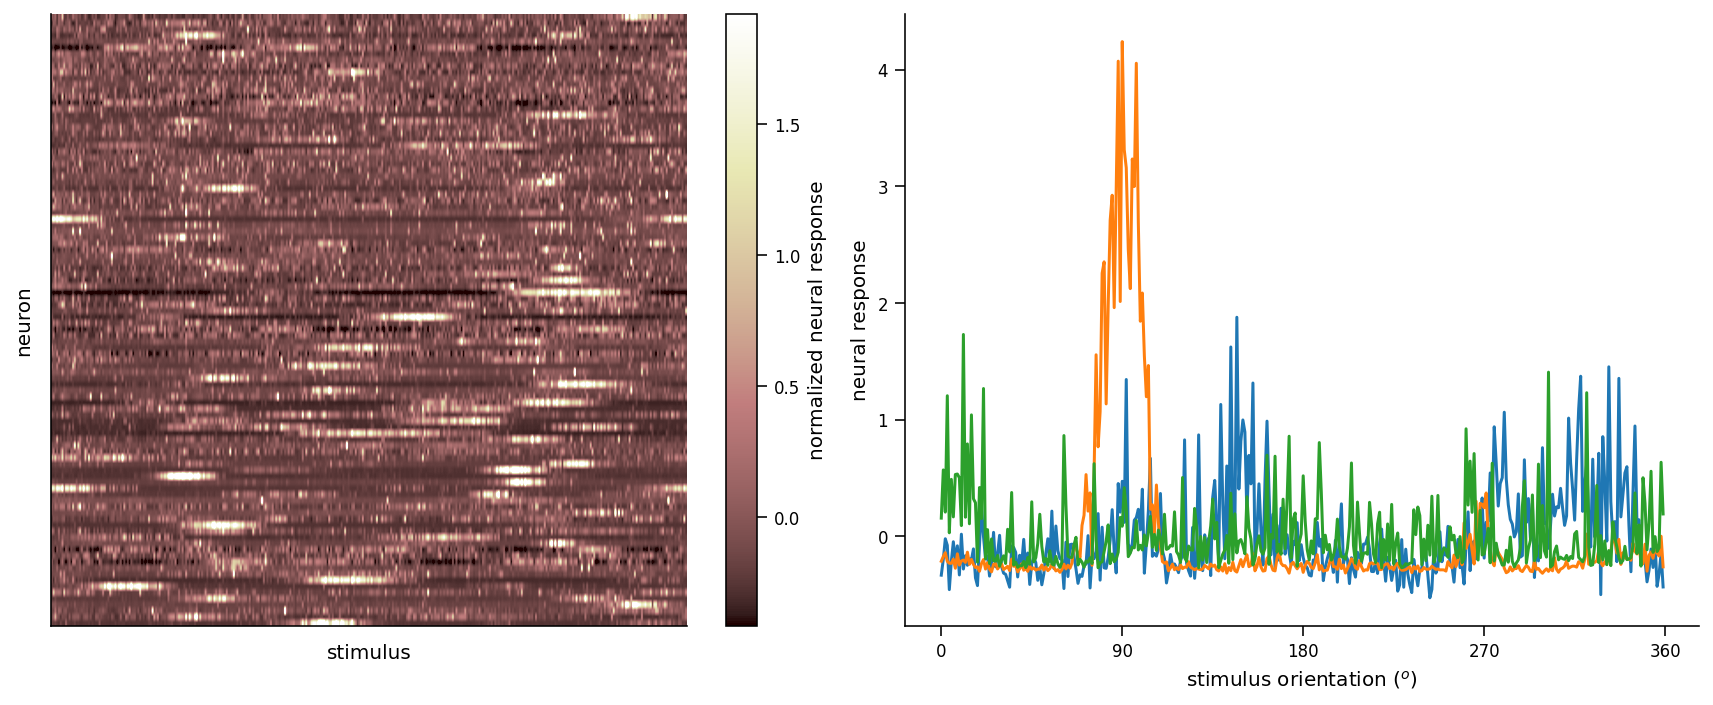 neuron
stimulus
1.5
1.0
0.5
0.0
normalized neural response
neural response
4
3
2
1
0
0 90 180 270 360
stimulus orientation (°)